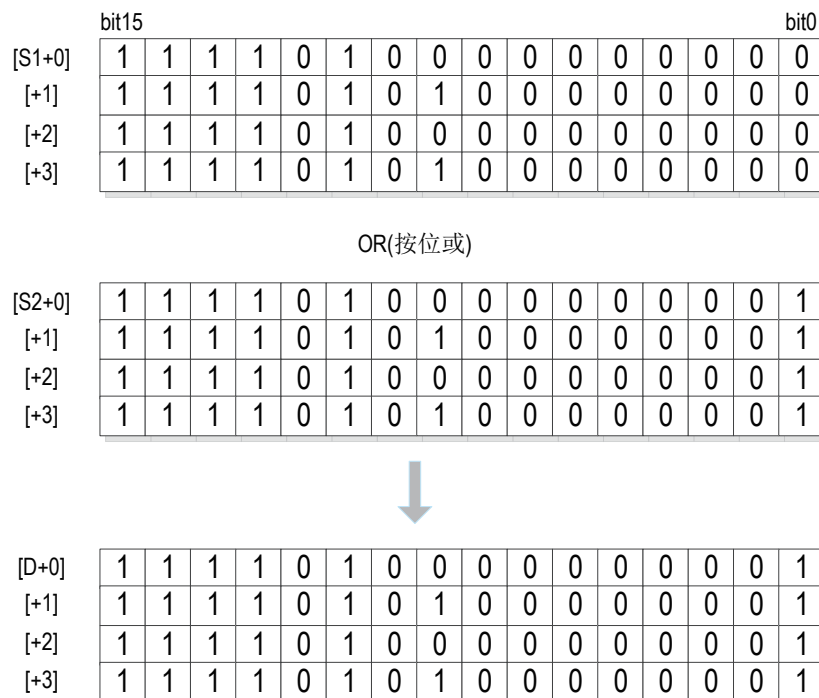 bit15 bit0
[S1+0] 1 1 1 1 0 1 0 0 0 0 0 0 0 0 0 0
[+1] 1 1 1 1 0 1 0 1 0 0 0 0 0 0 0 0
[+2] 1 1 1 1 0 1 0 0 0 0 0 0 0 0 0 0
[+3] 1 1 1 1 0 1 0 1 0 0 0 0 0 0 0 0
OR(按位或)
[S2+0] 1 1 1 1 0 1 0 0 0 0 0 0 0 0 0 1
[+1] 1 1 1 1 0 1 0 1 0 0 0 0 0 0 0 1
[+2] 1 1 1 1 0 1 0 0 0 0 0 0 0 0 0 1
[+3] 1 1 1 1 0 1 0 1 0 0 0 0 0 0 0 1
[D+0] 1 1 1 1 0 1 0 0 0 0 0 0 0 0 0 1
[+1] 1 1 1 1 0 1 0 1 0 0 0 0 0 0 0 1
[+2] 1 1 1 1 0 1 0 0 0 0 0 0 0 0 0 1
[+3] 1 1 1 1 0 1 0 1 0 0 0 0 0 0 0 1